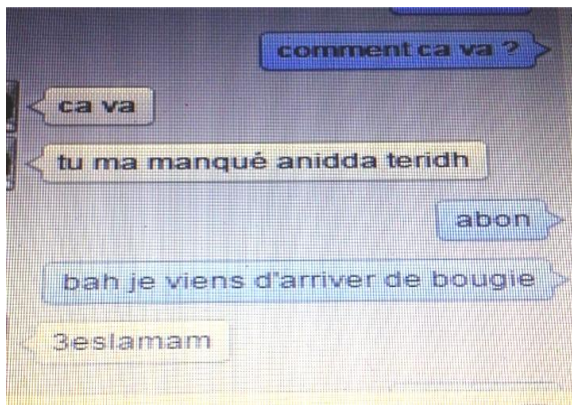 comment ca va ?
ca va
tu ma manqué anidda teridh
abon
bah je viens d'arriver de bougie
3eslamam